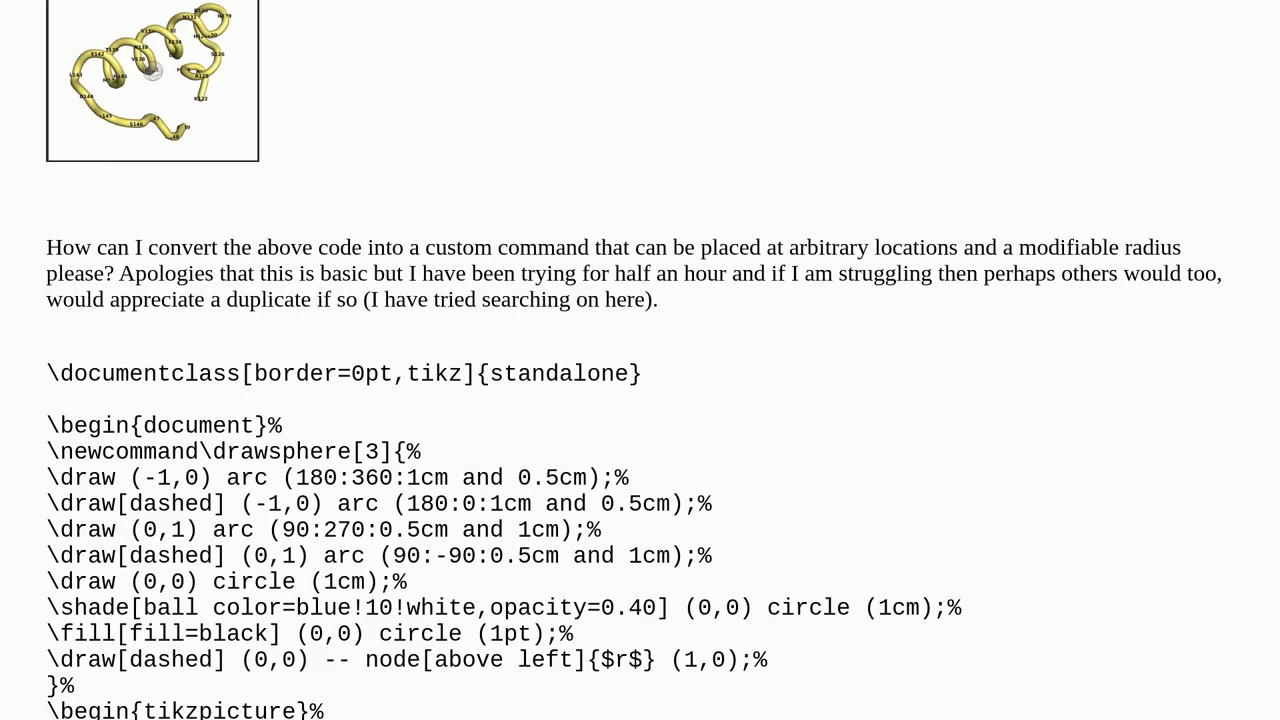 E142
L143
S146
S126
K122
How can I convert the above code into a custom command that can be placed at arbitrary locations and a modifiable radius
please? Apologies that this is basic but I have been trying for half an hour and if I am struggling then perhaps others would too,
would appreciate a duplicate if so (I have tried searching on here).
\documentclass[border=0pt,tikz]{standalone}
\begin{document}%
\newcommand\drawsphere[3]{%
\draw (-1,0) arc (180:360:1cm and 0.5cm);%
\draw[dashed] (-1,0) arc (180:0:1cm and 0.5cm);%
\draw (0,1) arc (90:270:0.5cm and 1cm);%
\draw[dashed] (0,1) arc (90:-90:0.5cm and 1cm);%
\draw (0,0) circle (1cm);%
\shade[ball color=blue!10!white,opacity=0.40] (0,0) circle (1cm);%
\fill[fill=black] (0,0) circle (1pt);%
\draw[dashed] (0,0) -- node[above left]{$r$} (1,0);%
}%
\begin{tikzpicture}%